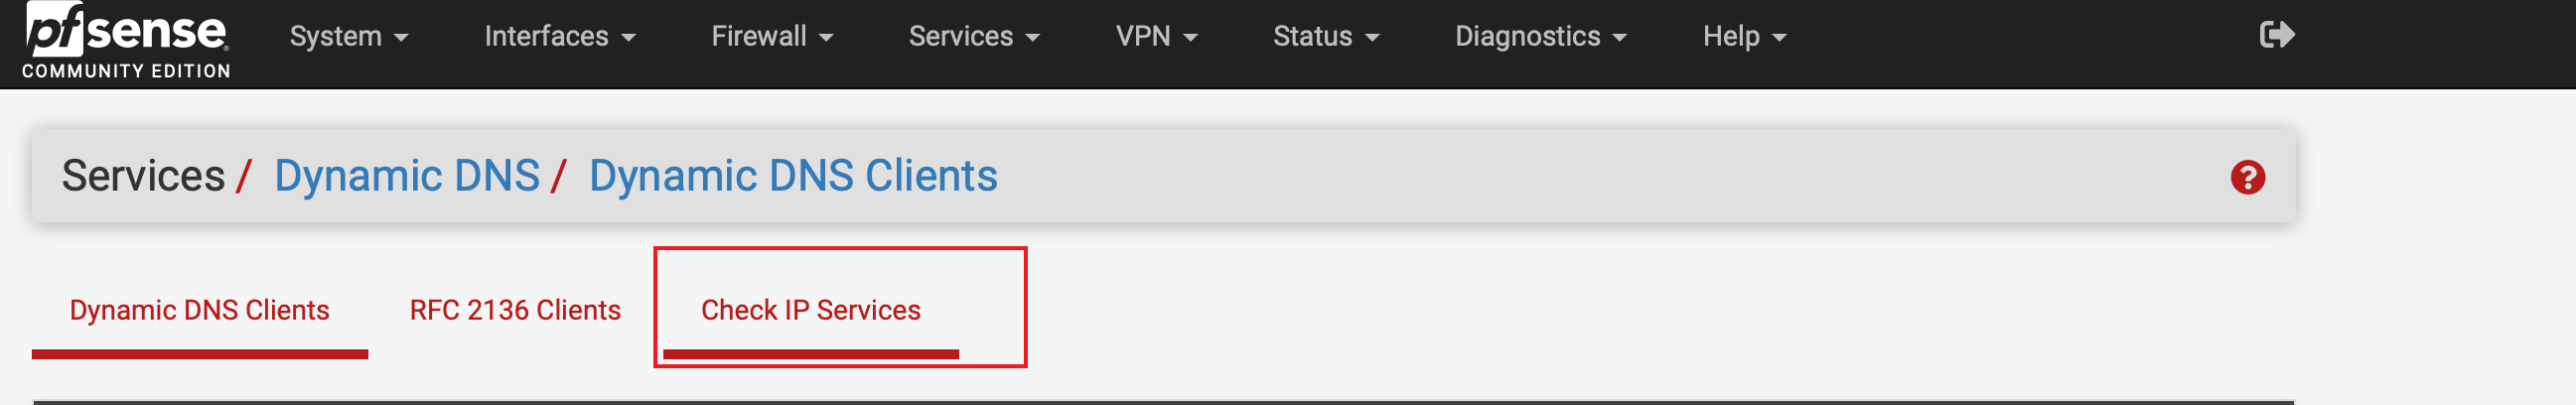 pfsense®
COMMUNITY EDITION
System Interfaces Firewall Services VPN Status Diagnostics Help
Services / Dynamic DNS / Dynamic DNS Clients ?
Dynamic DNS Clients RFC 2136 Clients Check IP Services